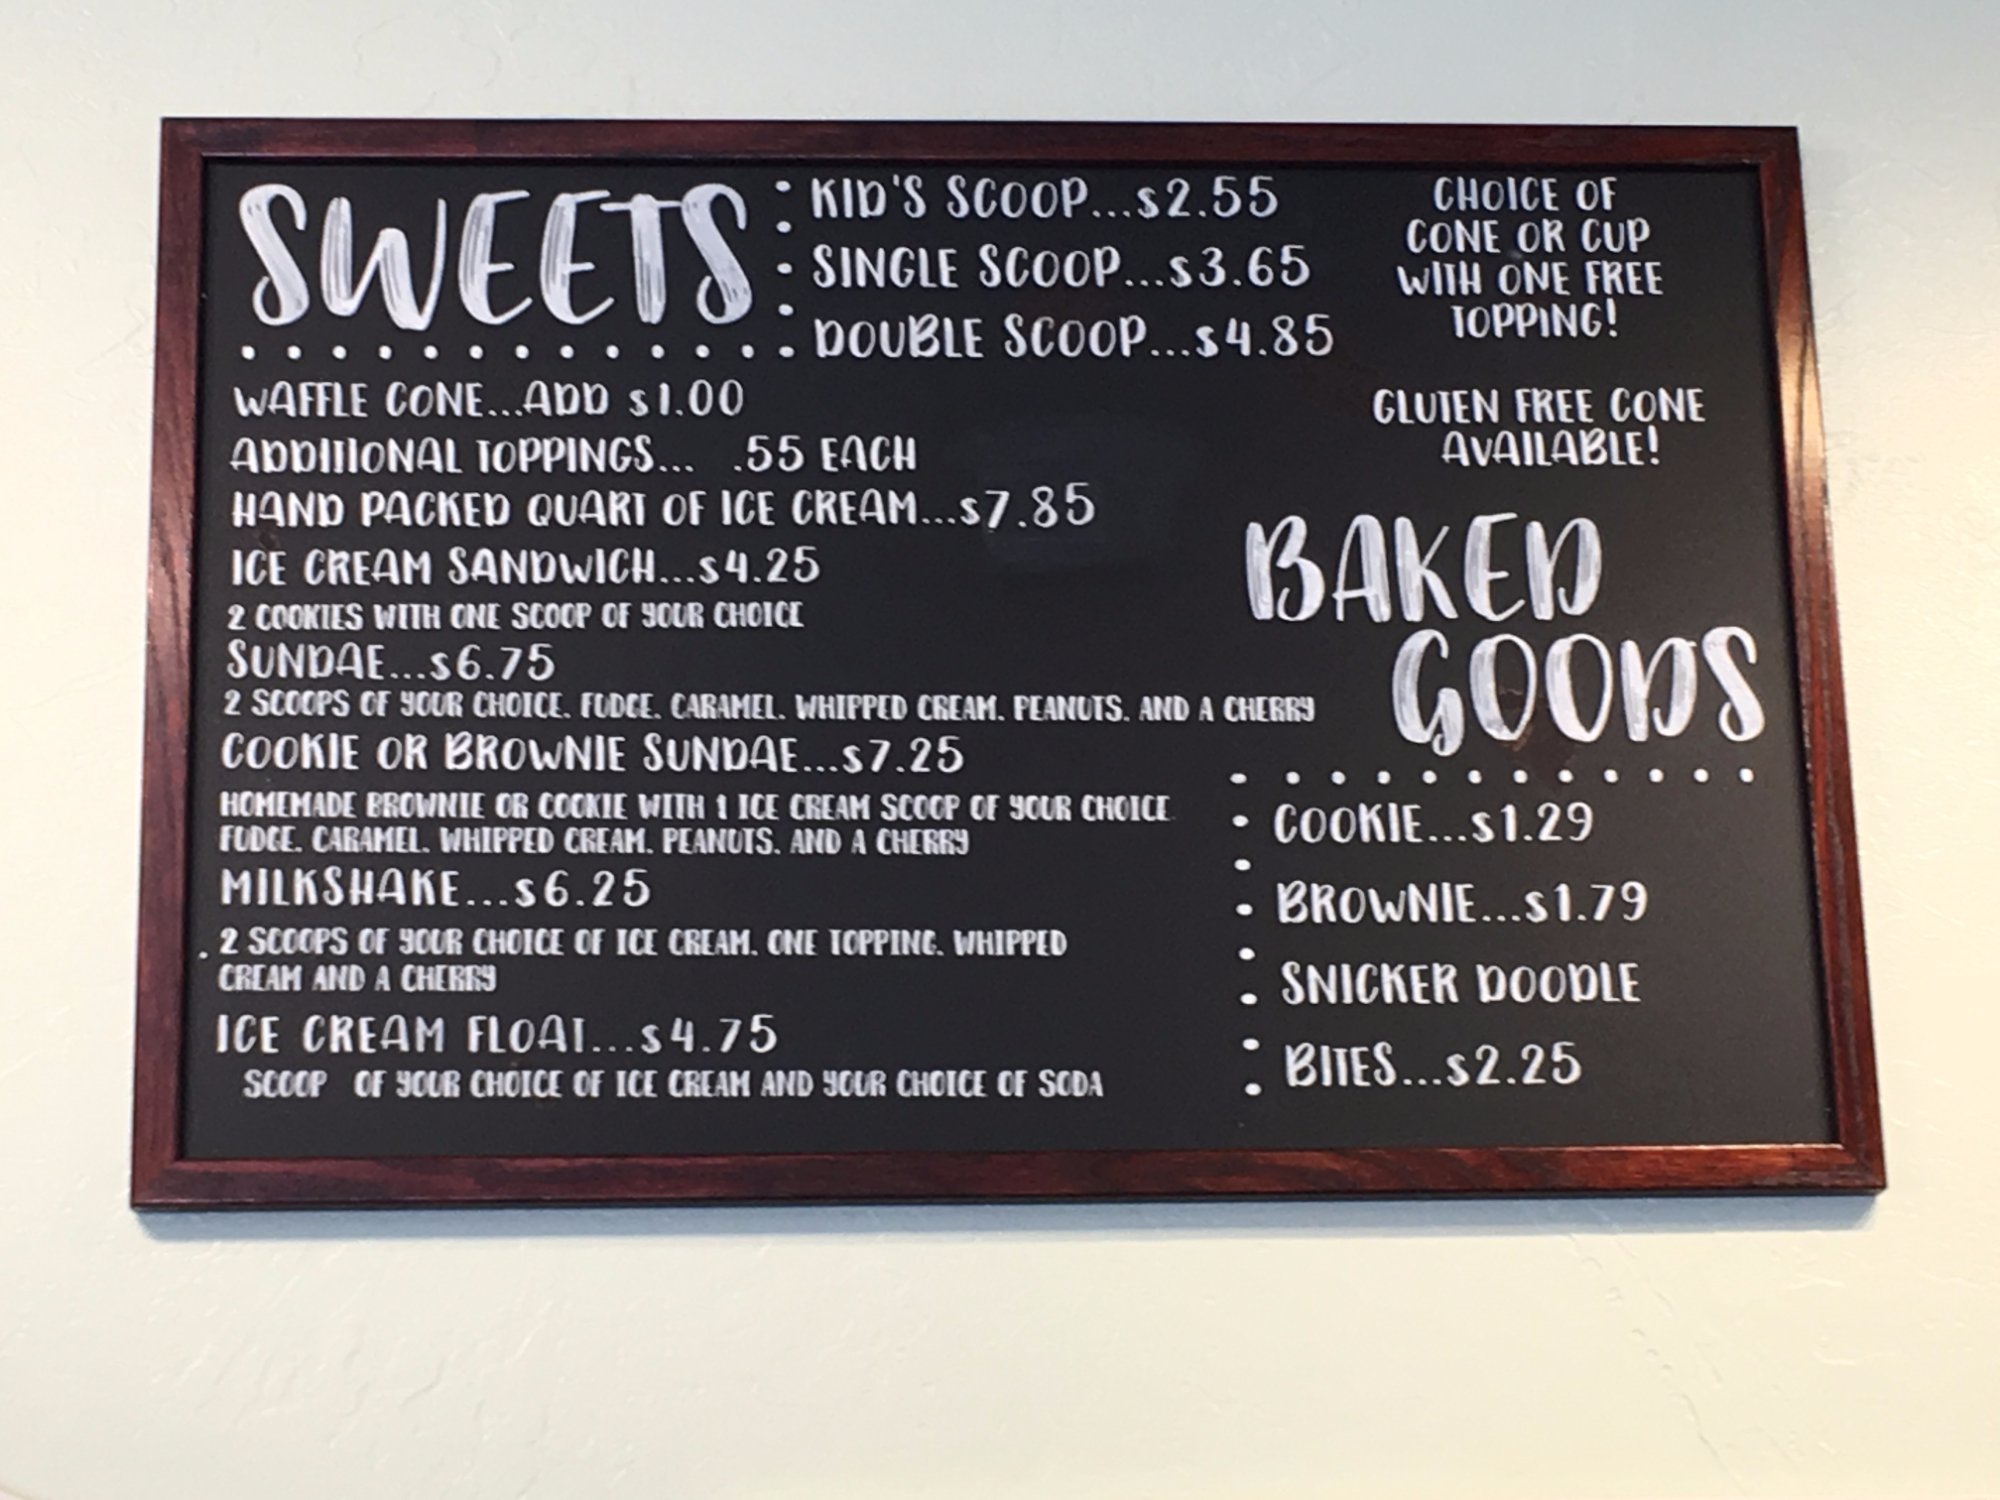 SWEETS
KID'S SCOOP...$2.55
SINGLE SCOOP...$3.65
DOUBLE SCOOP...$4.85
CHOICE OF
CONE OR CUP
WITH ONE FREE
TOPPING!
GLUTEN FREE CONE
AVAILABLE!
WAFFLE CONE...ADD $1.00
ADDITIONAL TOPPINGS... .55 EACH
HAND PACKED QUART OF ICE CREAM...$7.85
ICE CREAM SANDWICH...$4.25
2 COOKIES WITH ONE SCOOP OF YOUR CHOICE
SUNDAE...$6.75
2 SCOOPS OF YOUR CHOICE, FUDGE, CARAMEL, WHIPPED CREAM, PEANUTS, AND A CHERRY
COOKIE OR BROWNIE SUNDAE...$7.25
HOMEMADE BROWNIE OR COOKIE WITH 1 ICE CREAM SCOOP OF YOUR CHOICE
FUDGE, CARAMEL, WHIPPED CREAM, PEANUTS, AND A CHERRY
MILKSHAKE...$6.25
2 SCOOPS OF YOUR CHOICE OF ICE CREAM, ONE TOPPING, WHIPPED
CREAM AND A CHERRY
ICE CREAM FLOAT...$4.75
SCOOP OF YOUR CHOICE OF ICE CREAM AND YOUR CHOICE OF SODA
BAKED
GOODS
COOKIE...$1.29
BROWNIE...$1.79
SNICKER DOODLE
BITES...$2.25